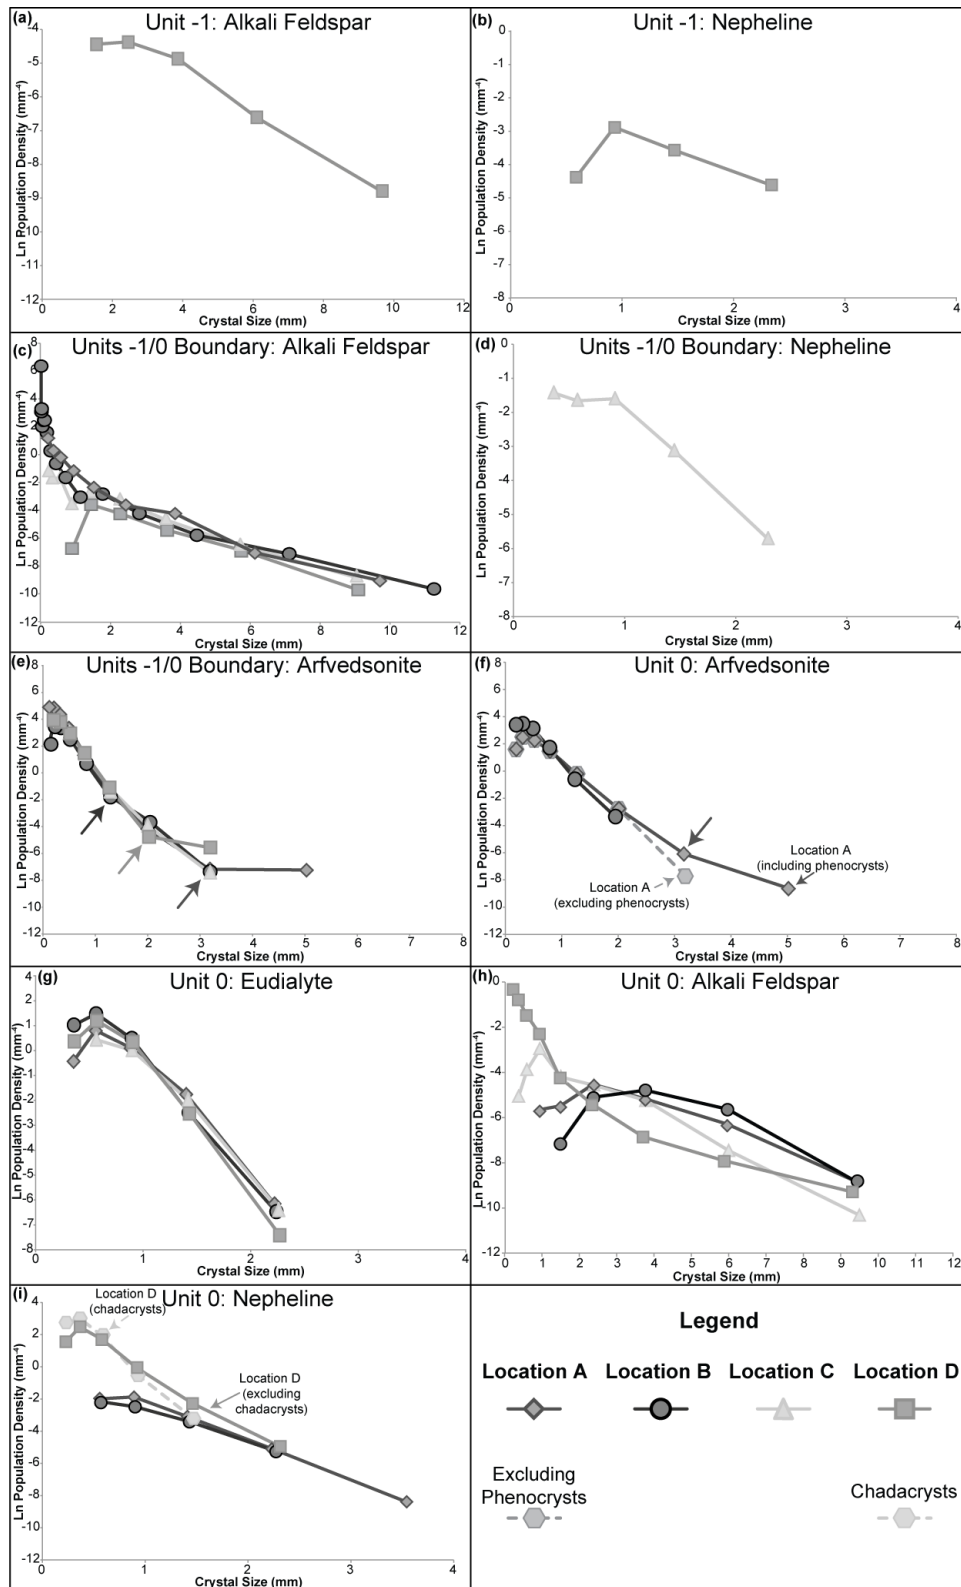 (a) Unit -1: Alkali Feldspar
Ln Ropulation Density (mm⁻⁴)
-4
-5
-6
-7
-8
-9
-10
-11
-12
0 2 4 6 8 10 12
Crystal Size (mm)
(b) Unit -1: Nepheline
Ln Population Density (mm⁻⁴)
0
-1
-2
-3
-4
-5
-6
-7
-8
0 1 2 3 4
Crystal Size (mm)
(c) Units -1/0 Boundary: Alkali Feldspar
Ln Population Density (mm⁻⁴)
8
6
4
2
0
-2
-4
-6
-8
-10
-12
0 2 4 6 8 10 12
Crystal Size (mm)
(d) Units -1/0 Boundary: Nepheline
Ln Population Density (mm⁻⁴)
0
-1
-2
-3
-4
-5
-6
-7
-8
0 1 2 3 4
Crystal Size (mm)
(e) Units -1/0 Boundary: Arfvedsonite
Ln Population Density (mm⁻⁴)
8
6
4
2
0
-2
-4
-6
-8
-10
-12
0 1 2 3 4 5 6 7 8
Crystal Size (mm)
(f) Unit 0: Arfvedsonite
Ln Population Density (mm⁻⁴)
8
6
4
2
0
-2
-4
-6
-8
-10
-12
Location A
(including phenocrysts)
Location A
(excluding phenocrysts)
0 1 2 3 4 5 6 7 8
Crystal Size (mm)
(g) Unit 0: Eudialyte
Ln Population Density (mm⁻⁴)
4
3
2
1
0
-1
-2
-3
-4
-5
-6
-7
-8
0 1 2 3 4
Crystal Size (mm)
(h) Unit 0: Alkali Feldspar
Ln Population Density (mm⁻⁴)
0
-2
-4
-6
-8
-10
-12
0 1 2 3 4 5 6 7 8 9 10 11 12
Crystal Size (mm)
(i) Unit 0: Nepheline
Ln Population Density (mm⁻⁴)
4
2
0
-2
-4
-6
-8
-10
-12
Location D
(chadacrysts)
Location D
(excluding
chadacrysts)
0 1 2 3 4
Crystal Size (mm)
Legend
Location A Location B Location C Location D
Excluding
Phenocrysts
Chadacrysts